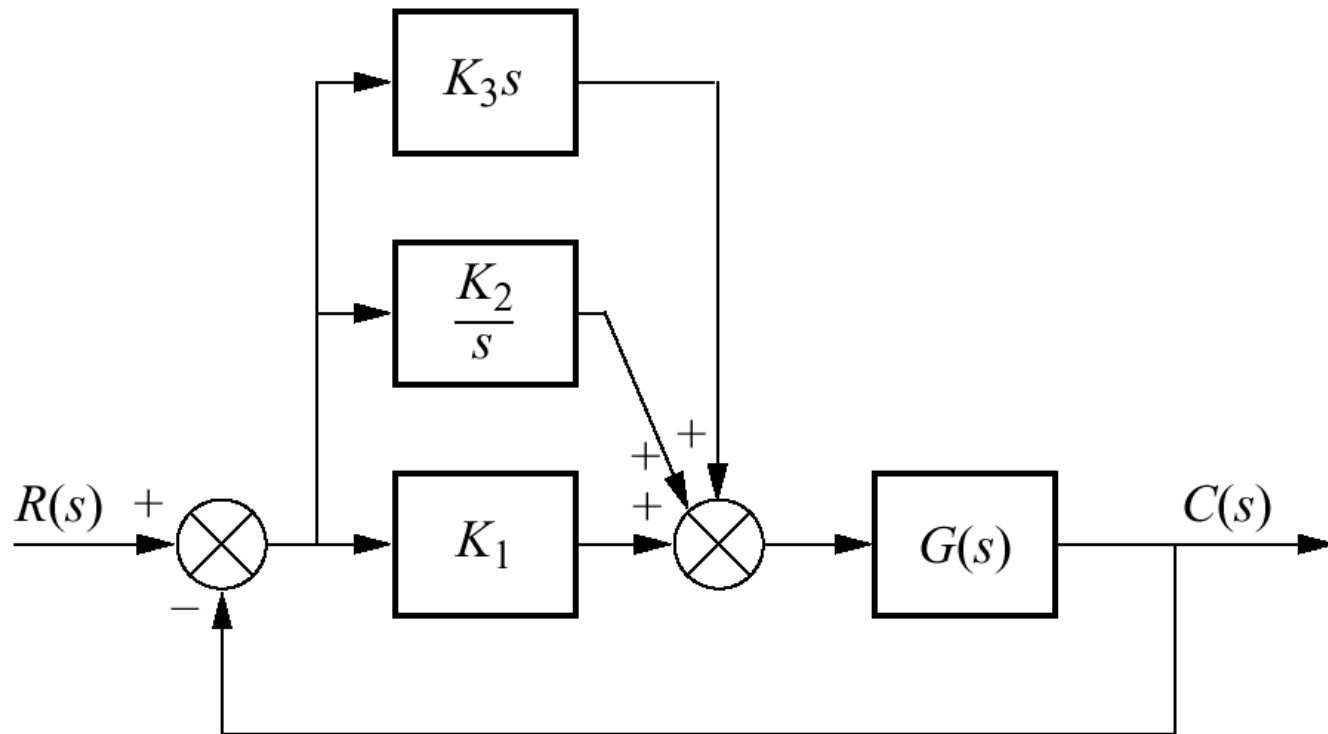 K₃s
K₂
s
+
+
R(s) +
+
K₁
G(s)
C(s)
−